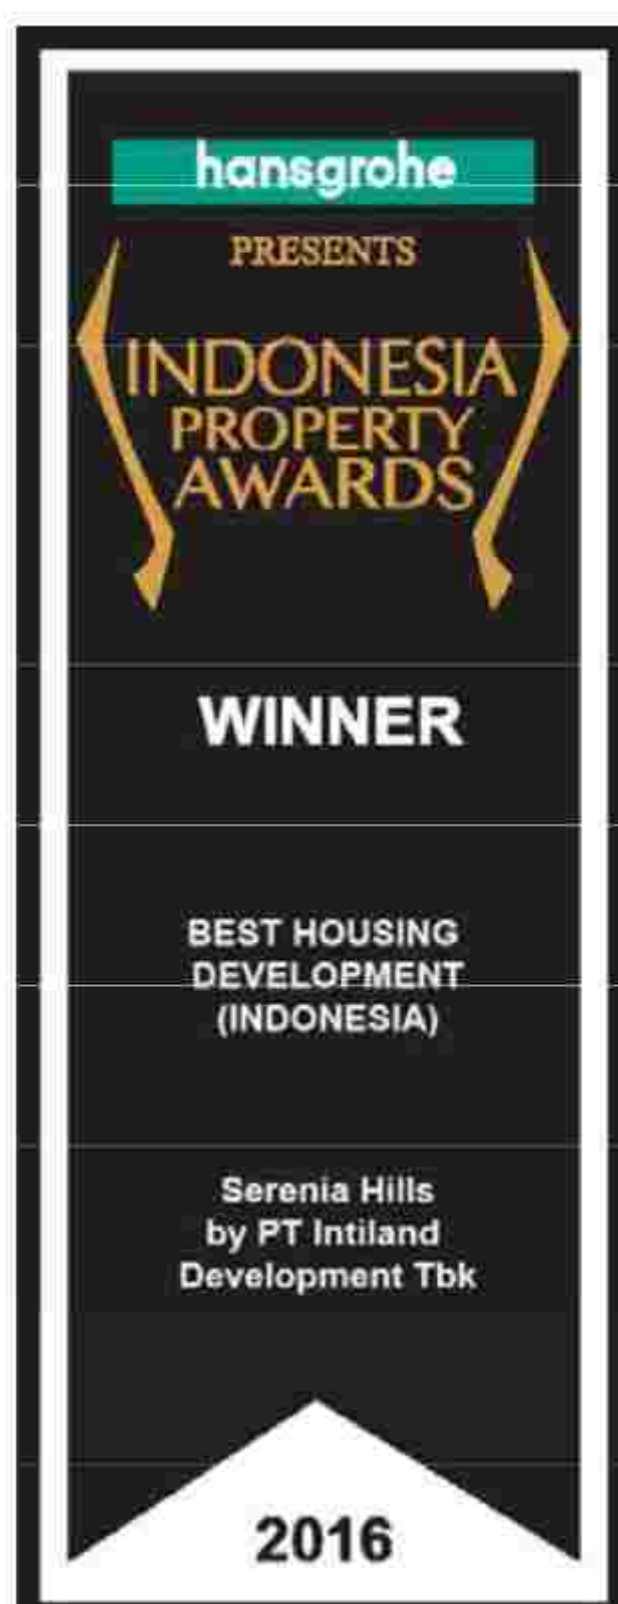 hansgrohe
PRESENTS
INDONESIA
PROPERTY
AWARDS
WINNER
BEST HOUSING
DEVELOPMENT
(INDONESIA)
Serenia Hills
by PT Intiland
Development Tbk
2016